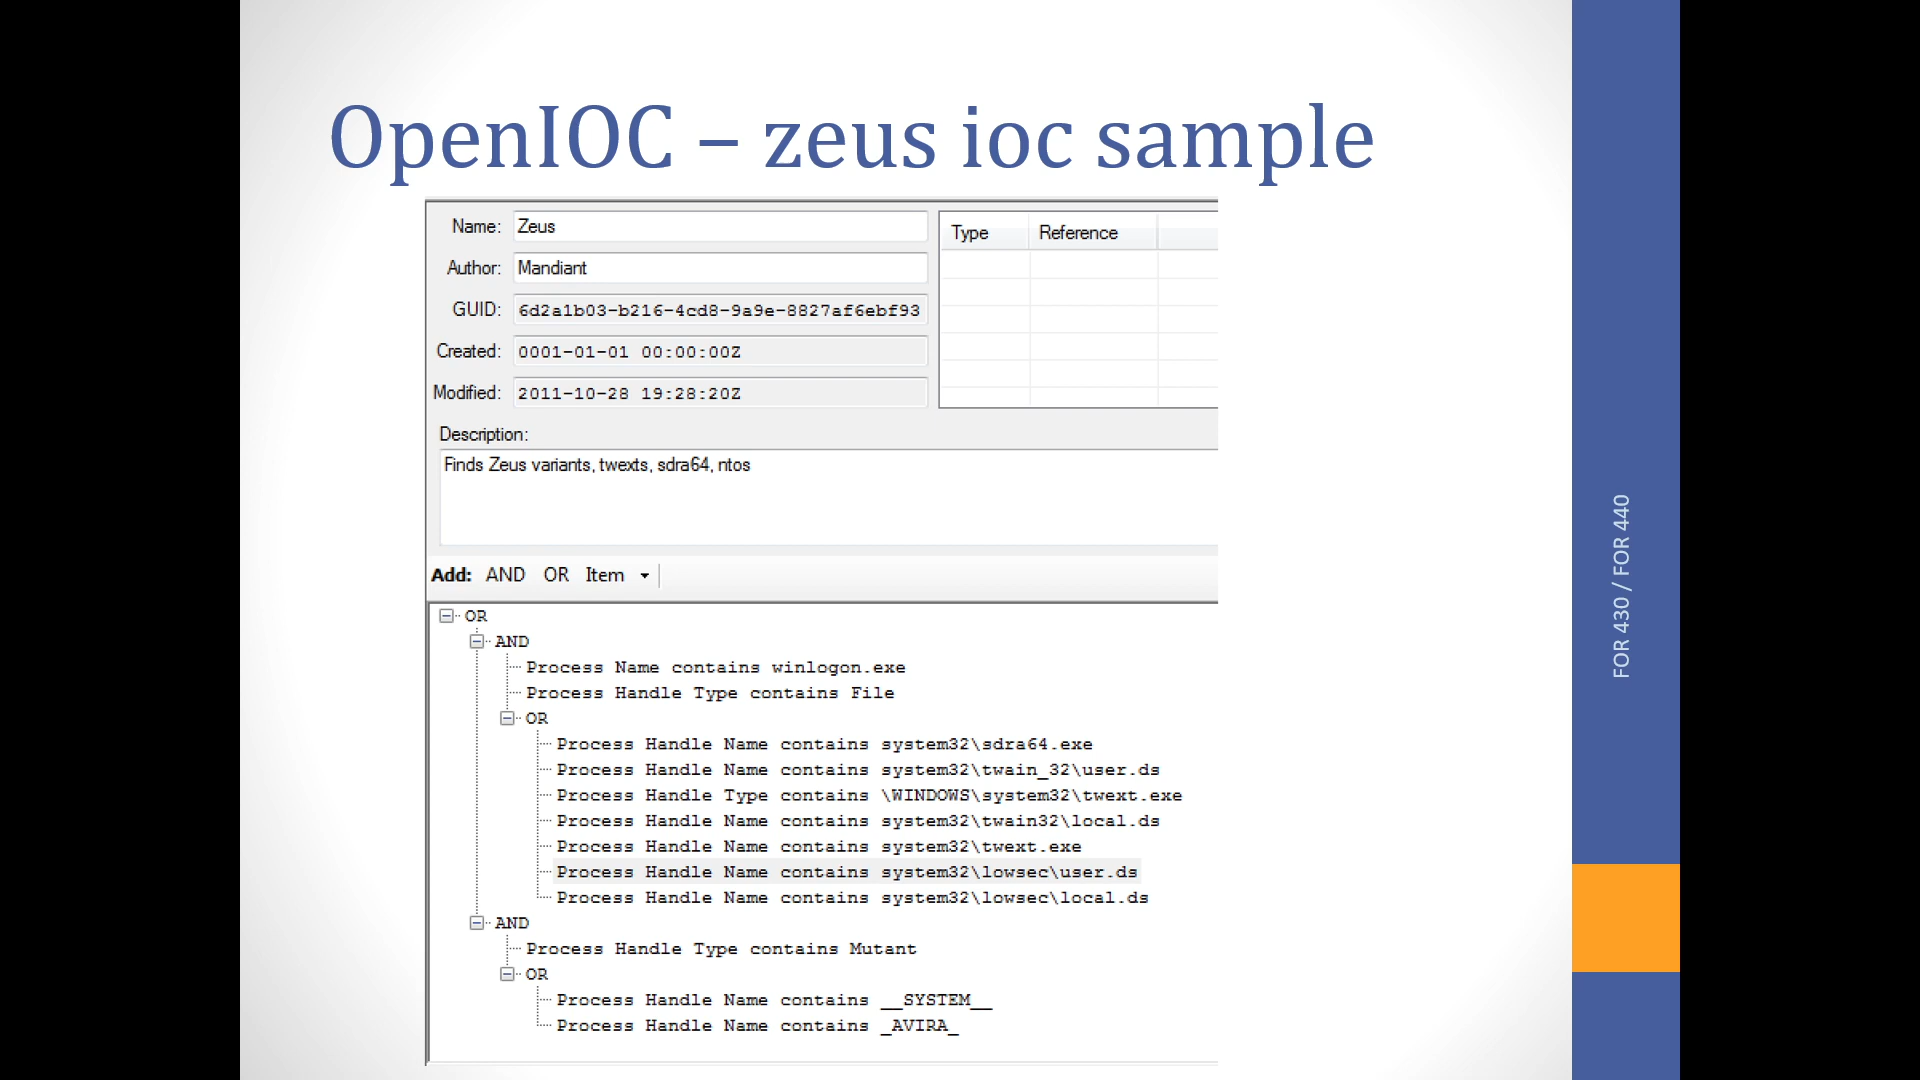 OpenIOC – zeus ioc sample
Name: Zeus
Author: Mandiant
GUID: 6d2a1b03-b216-4cd8-9a9e-8827af6ebf93
Created: 0001-01-01 00:00:00Z
Modified: 2011-10-28 19:28:20Z
Type Reference
Description:
Finds Zeus variants, twexts, sdra64, ntos
Add: AND OR Item
OR
AND
Process Name contains winlogon.exe
Process Handle Type contains File
OR
Process Handle Name contains system32\sdra64.exe
Process Handle Name contains system32\twain_32\user.ds
Process Handle Type contains \WINDOWS\system32\twext.exe
Process Handle Name contains system32\twain32\local.ds
Process Handle Name contains system32\twext.exe
Process Handle Name contains system32\lowsec\user.ds
Process Handle Name contains system32\lowsec\local.ds
AND
Process Handle Type contains Mutant
OR
Process Handle Name contains __SYSTEM__
Process Handle Name contains _AVIRA_
FOR 430 / FOR 440